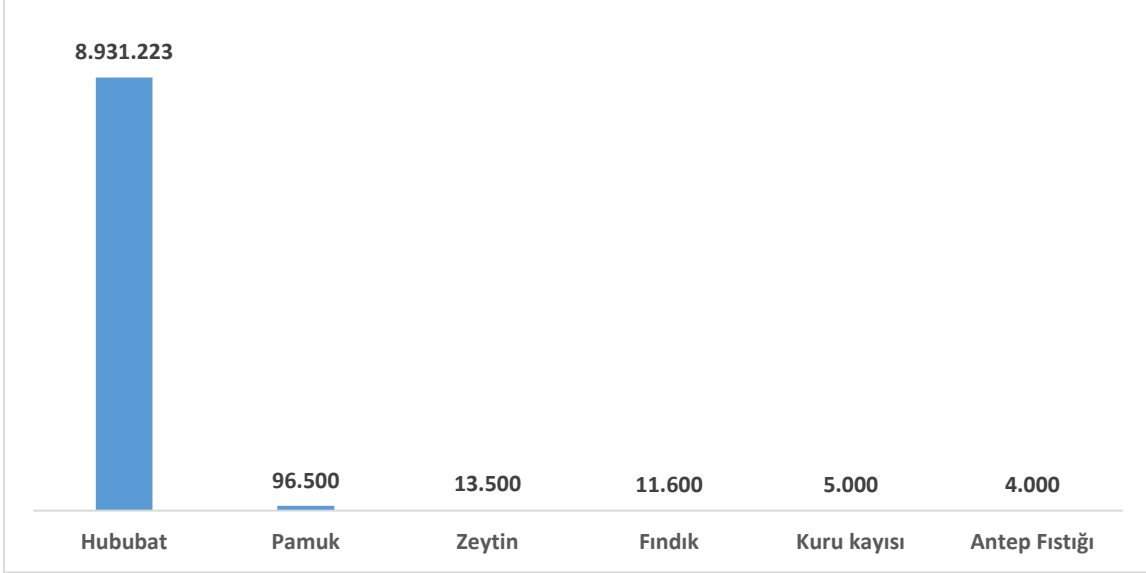 8.931.223
96.500
13.500
11.600
5.000
4.000
Hububat
Pamuk
Zeytin
Fındık
Kuru kayısı
Antep Fıstığı